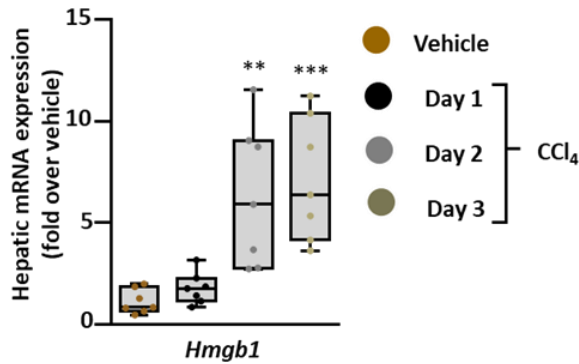 Hepatic mRNA expression
(fold over vehicle)
15
10
5
0
**
***
Hmgb1
Vehicle
Day 1
Day 2
Day 3
CCl₄